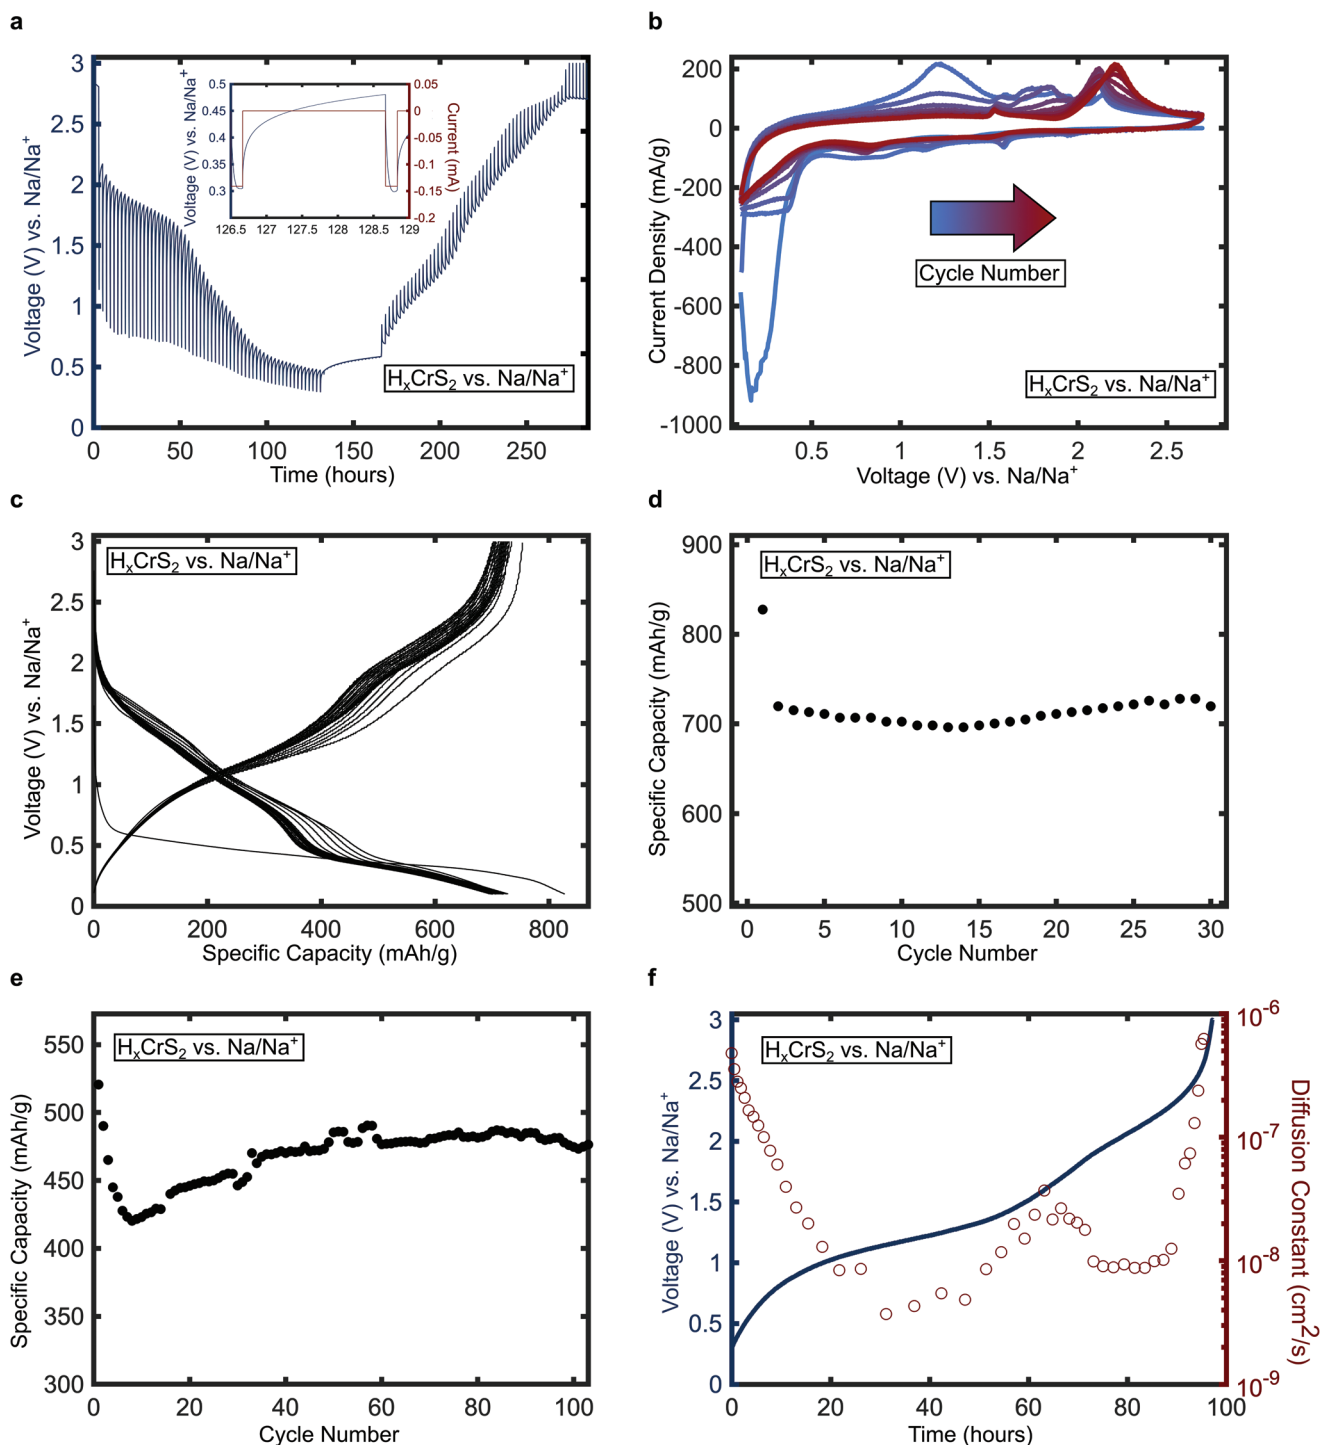 a
3
2.5
2
1.5
1
0.5
0
Voltage (V) vs. Na/Na+
0 50 100 150 200 250
Time (hours)
HxCrS2 vs. Na/Na+
0.5
0.45
0.4
0.35
0.3
Voltage (V) vs. Na/Na+
0.05
0
-0.05
-0.1
-0.15
-0.2
Current (mA)
126.5 127 127.5 128 128.5 129
b
200
0
-200
-400
-600
-800
-1000
Current Density (mA/g)
Cycle Number
HxCrS2 vs. Na/Na+
0.5 1 1.5 2 2.5
Voltage (V) vs. Na/Na+
c
HxCrS2 vs. Na/Na+
3
2.5
2
1.5
1
0.5
0
Voltage (V) vs. Na/Na+
0 200 400 600 800
Specific Capacity (mAh/g)
d
HxCrS2 vs. Na/Na+
900
800
700
600
500
Specific Capacity (mAh/g)
0 5 10 15 20 25 30
Cycle Number
e
HxCrS2 vs. Na/Na+
550
500
450
400
350
300
Specific Capacity (mAh/g)
0 20 40 60 80 100
Cycle Number
f
HxCrS2 vs. Na/Na+
3
2.5
2
1.5
1
0.5
0
Voltage (V) vs. Na/Na+
10-6
10-7
10-8
10-9
Diffusion Constant (cm2/s)
0 20 40 60 80 100
Time (hours)